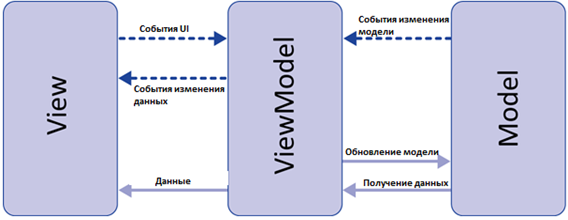 View
События UI
События изменения
данных
Данные
ViewModel
События изменения
модели
Обновление модели
Получение данных
Model